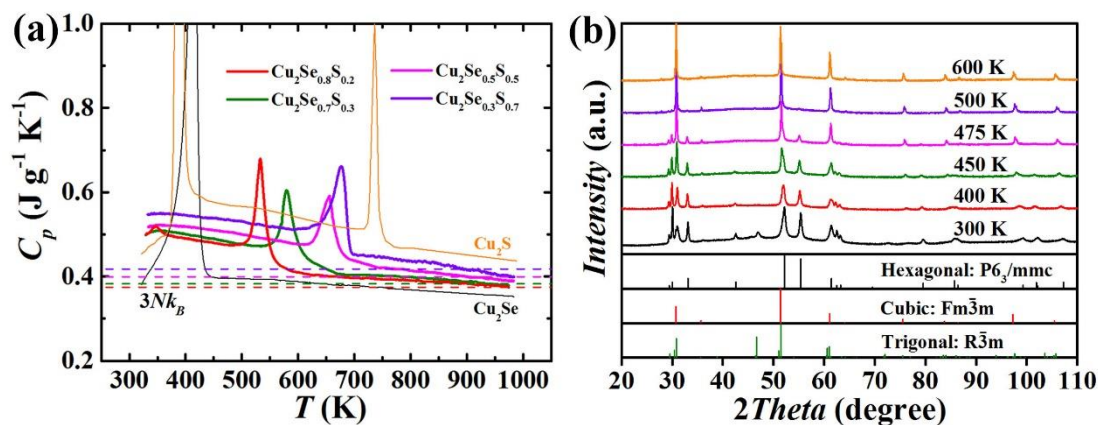 (a)
1.0
0.8
0.6
0.4
0.2
C_p (J g⁻¹ K⁻¹)
Cu₂Se₀.₈S₀.₂
Cu₂Se₀.₅S₀.₅
Cu₂Se₀.₇S₀.₃
Cu₂Se₀.₃S₀.₇
Cu₂S
3Nk_B
Cu₂Se
300 400 500 600 700 800 900 1000
T (K)
(b)
Intensity (a.u.)
600 K
500 K
475 K
450 K
400 K
300 K
Hexagonal: P6₃/mmc
Cubic: Fm3̄m
Trigonal: R3̄m
20 30 40 50 60 70 80 90 100 110
2Theta (degree)